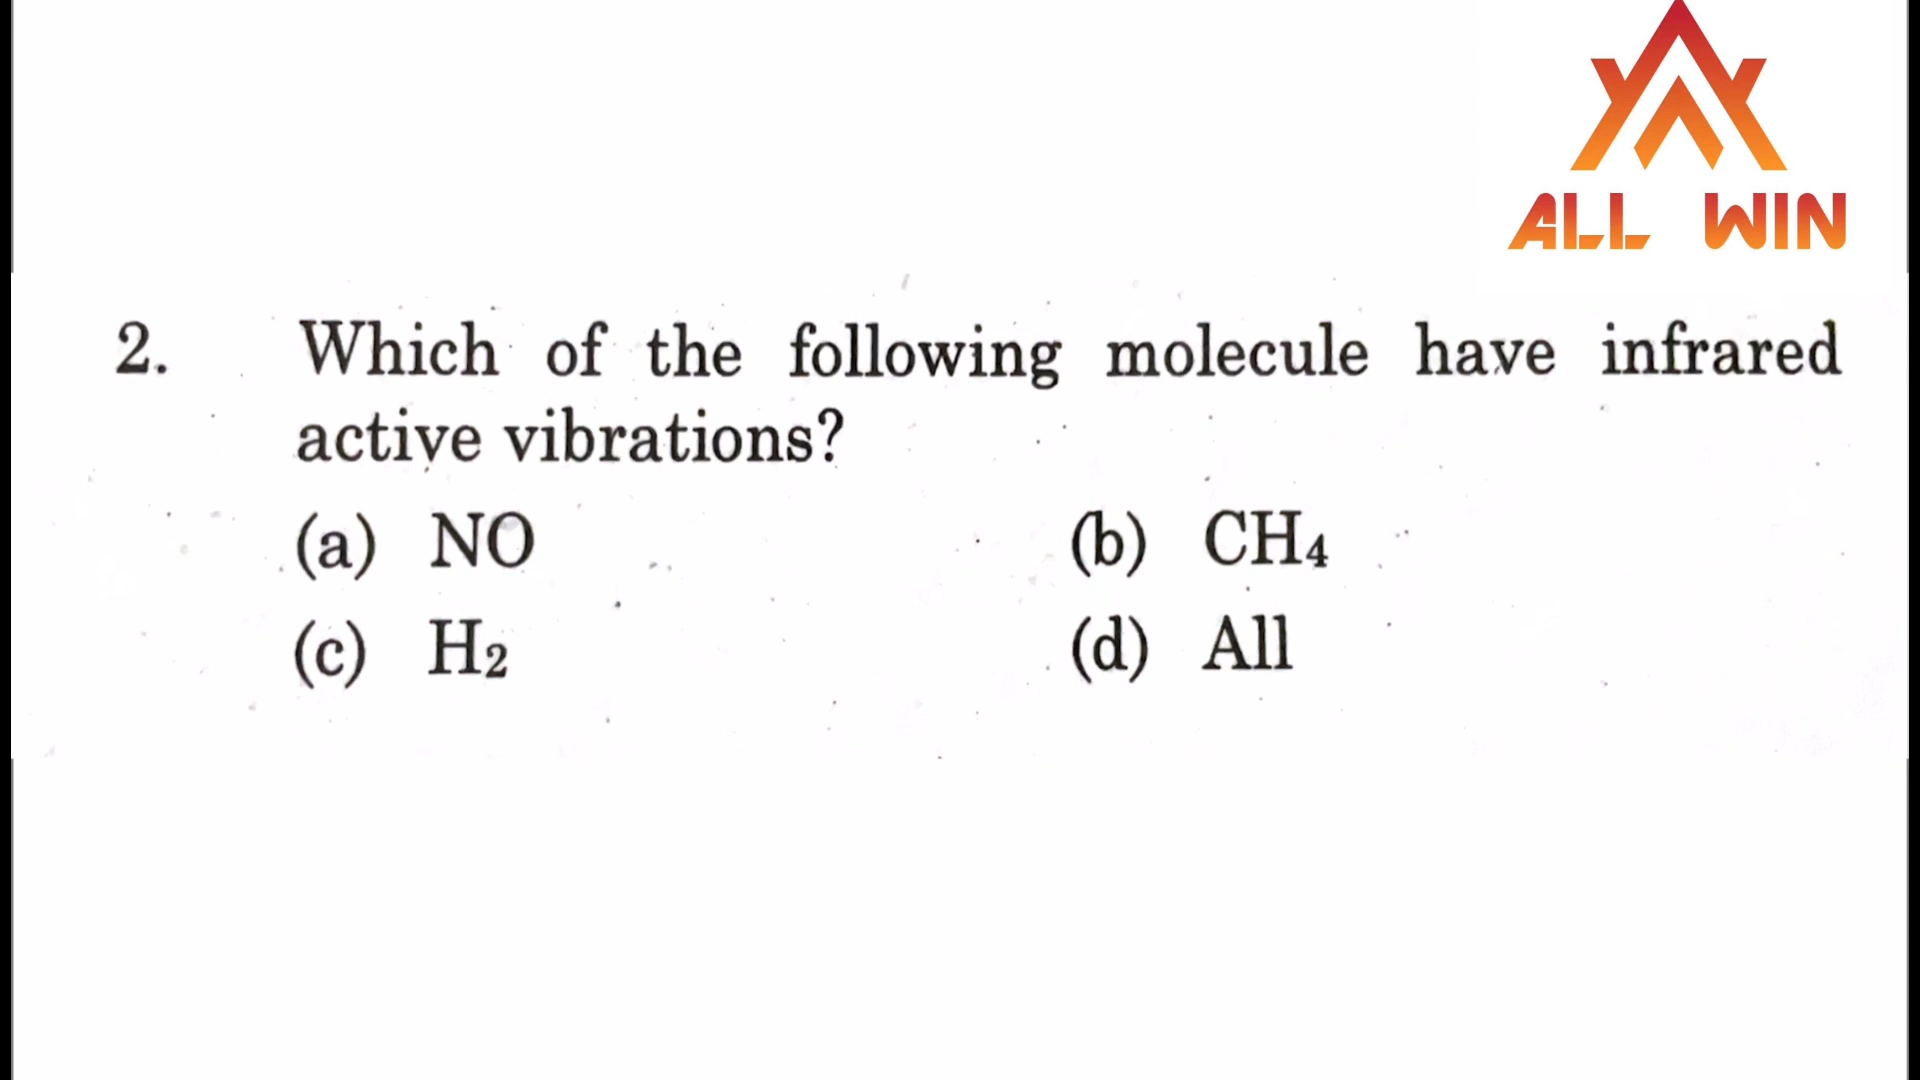 ALL WIN
2. Which of the following molecule have infrared
active vibrations?
(a) NO (b) CH4
(c) H2 (d) All